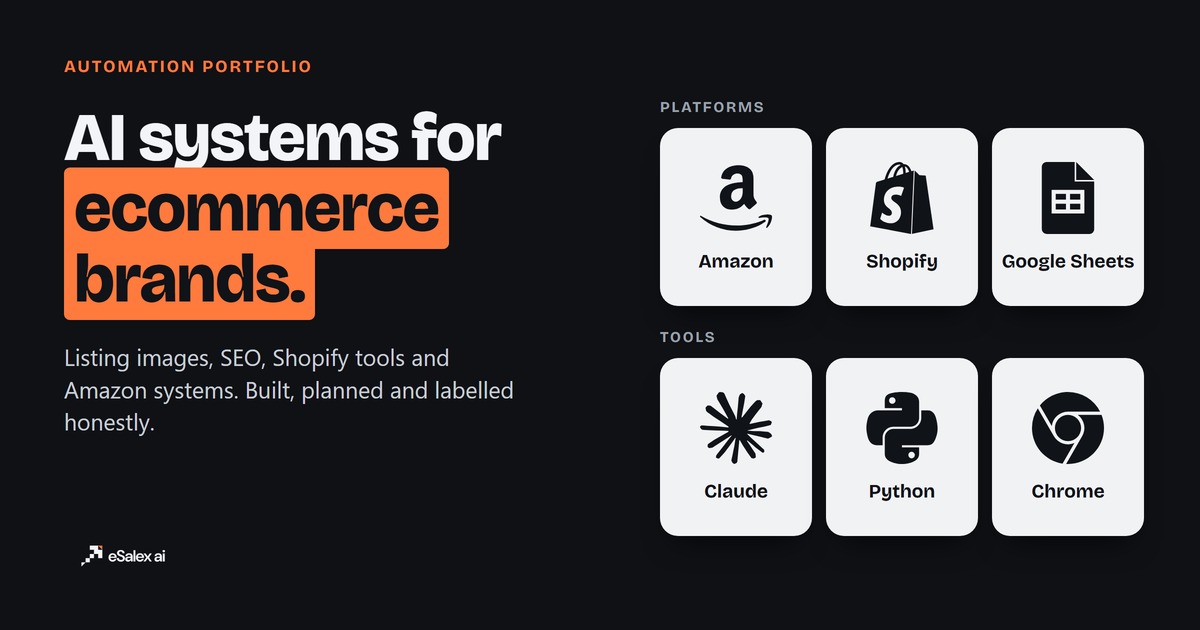 AUTOMATION PORTFOLIO
AI systems for
ecommerce
brands.
Listing images, SEO, Shopify tools and
Amazon systems. Built, planned and labelled
honestly.
eSalex ai
PLATFORMS
Amazon
Shopify
Google Sheets
TOOLS
Claude
Python
Chrome